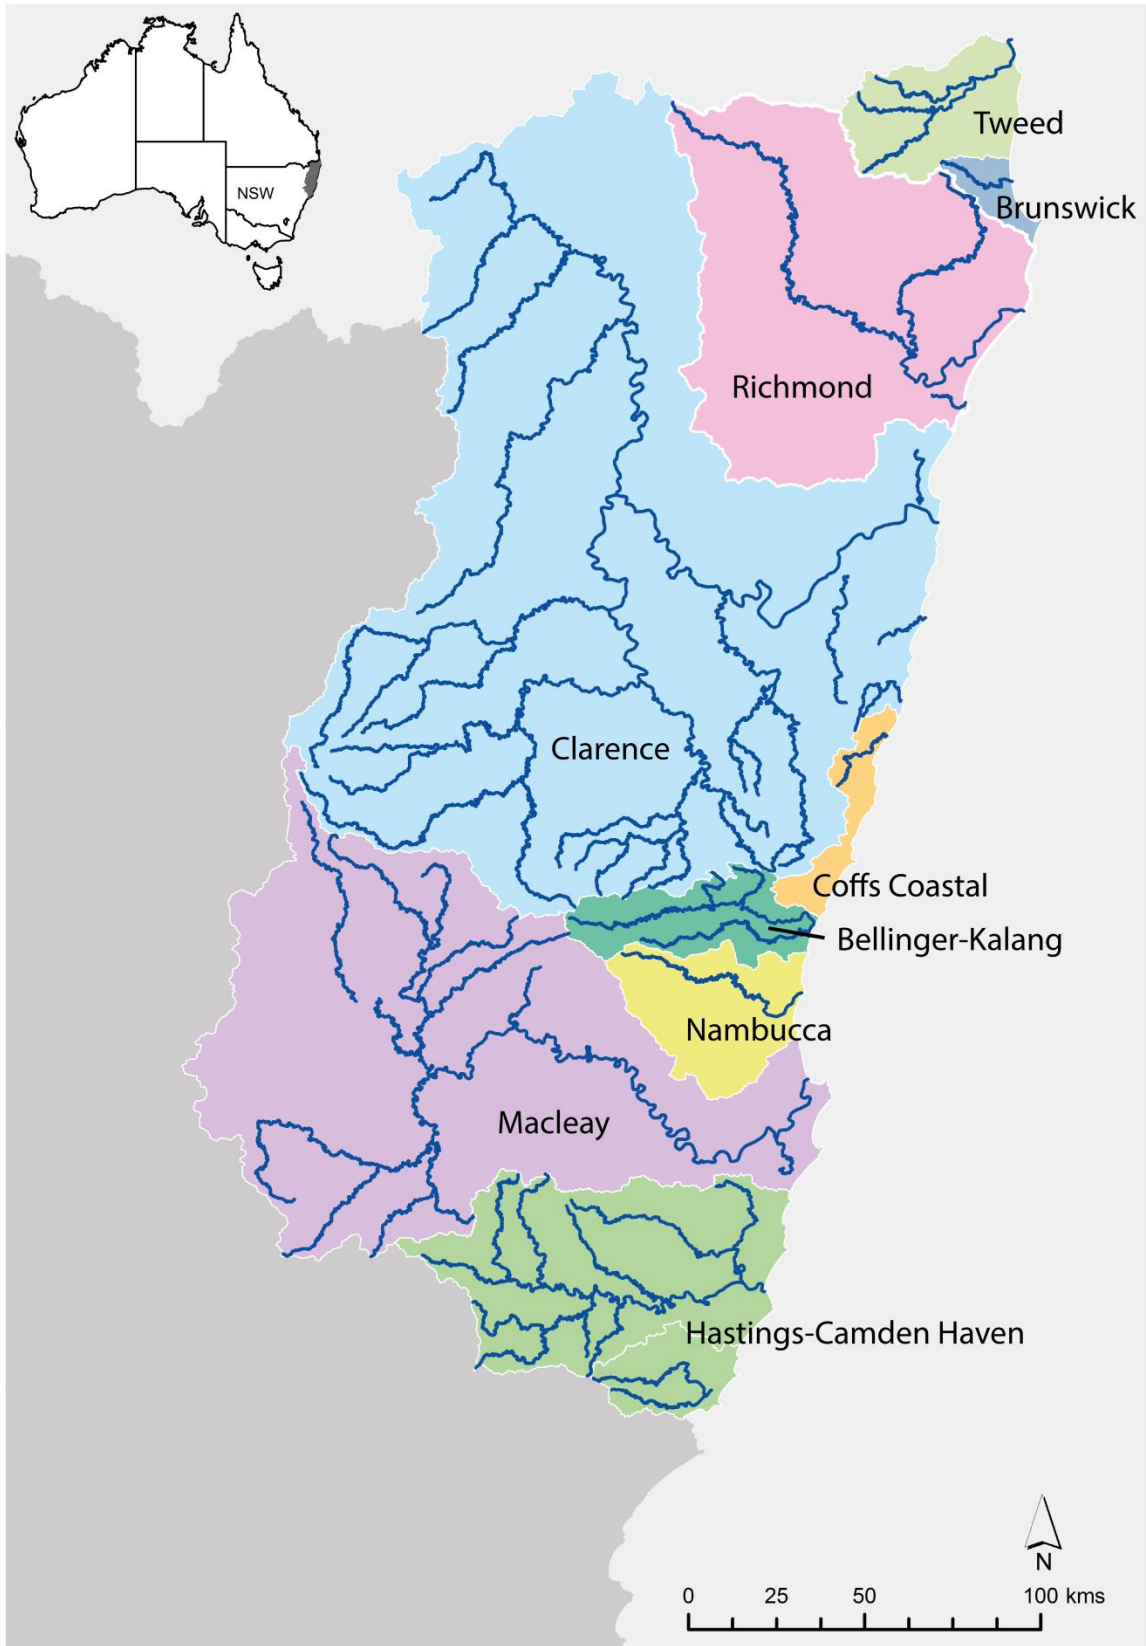 NSW
Tweed
Brunswick
Richmond
Clarence
Coffs Coastal
Bellinger-Kalang
Nambucca
Macleay
Hastings-Camden Haven
N
0 25 50 100 kms